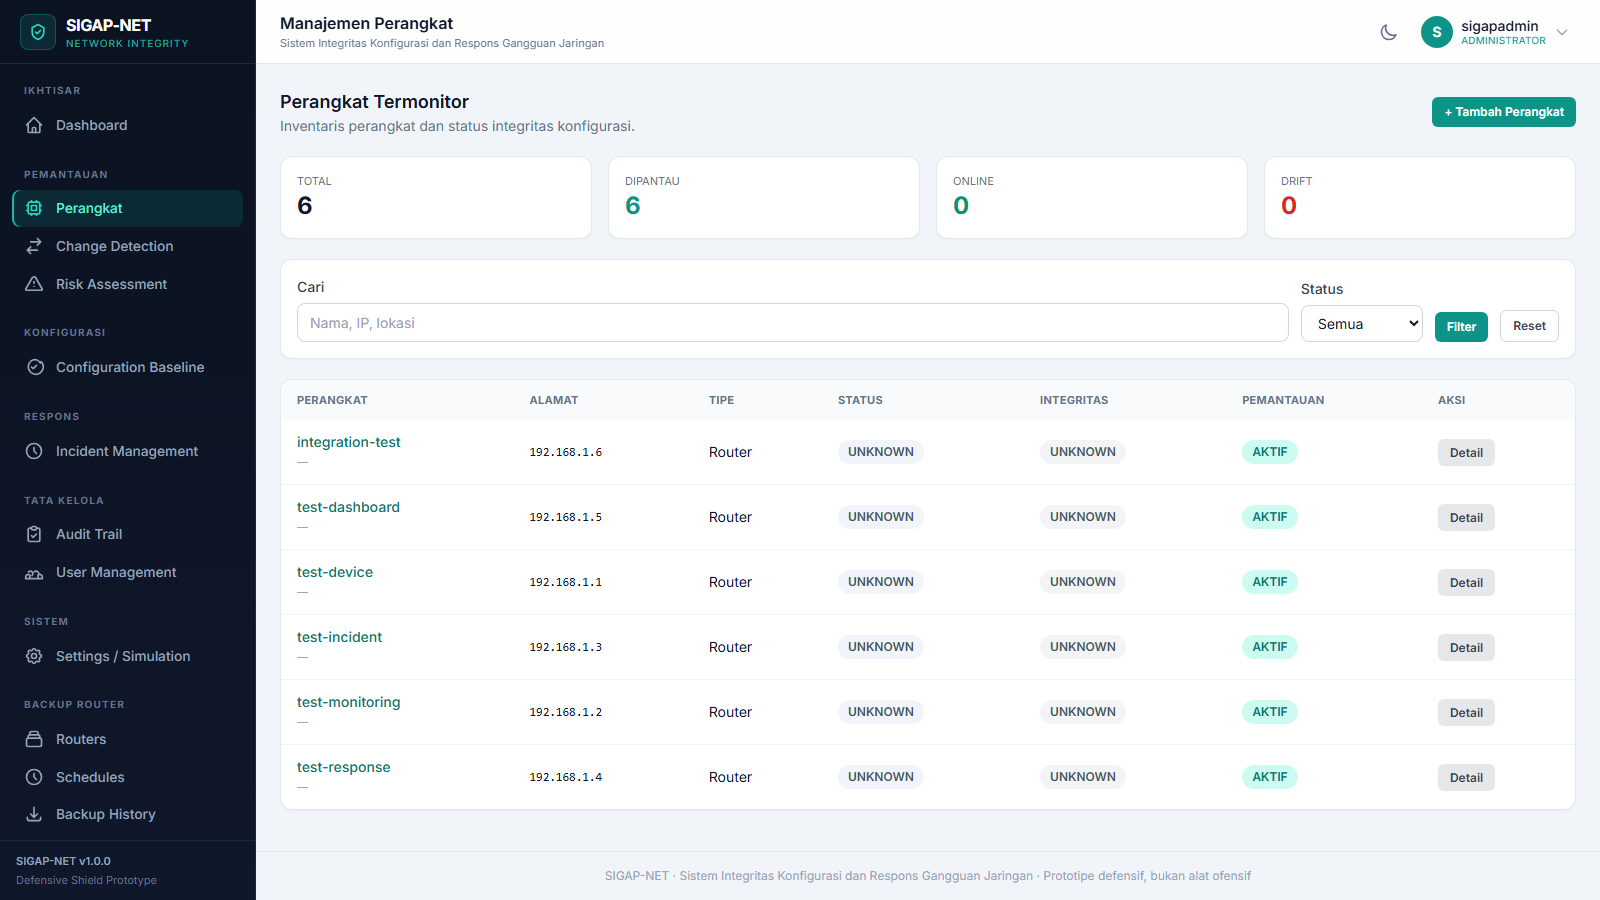 SIGAP-NET
NETWORK INTEGRITY
IKHTISAR
Dashboard
PEMANTAUAN
Perangkat
Change Detection
Risk Assessment
KONFIGURASI
Configuration Baseline
RESPONS
Incident Management
TATA KELOLA
Audit Trail
User Management
SISTEM
Settings / Simulation
BACKUP ROUTER
Routers
Schedules
Backup History
SIGAP-NET v1.0.0
Defensive Shield Prototype
Manajemen Perangkat
Sistem Integritas Konfigurasi dan Respons Gangguan Jaringan
S
sigapadmin
ADMINISTRATOR
Perangkat Termonitor
Inventaris perangkat dan status integritas konfigurasi.
+ Tambah Perangkat
TOTAL
6
DIPANTAU
6
ONLINE
0
DRIFT
0
Cari
Nama, IP, lokasi
Status
Semua
Filter
Reset
PERANGKAT ALAMAT TIPE STATUS INTEGRITAS PEMANTAUAN AKSI
integration-test
—
192.168.1.6 Router UNKNOWN UNKNOWN AKTIF Detail
test-dashboard
—
192.168.1.5 Router UNKNOWN UNKNOWN AKTIF Detail
test-device
—
192.168.1.1 Router UNKNOWN UNKNOWN AKTIF Detail
test-incident
—
192.168.1.3 Router UNKNOWN UNKNOWN AKTIF Detail
test-monitoring
—
192.168.1.2 Router UNKNOWN UNKNOWN AKTIF Detail
test-response
—
192.168.1.4 Router UNKNOWN UNKNOWN AKTIF Detail
SIGAP-NET · Sistem Integritas Konfigurasi dan Respons Gangguan Jaringan · Prototipe defensif, bukan alat ofensif